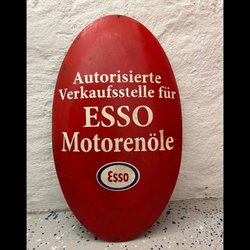 Autorisierte
Verkaufsstelle für
ESSO
Motorenöle
Esso